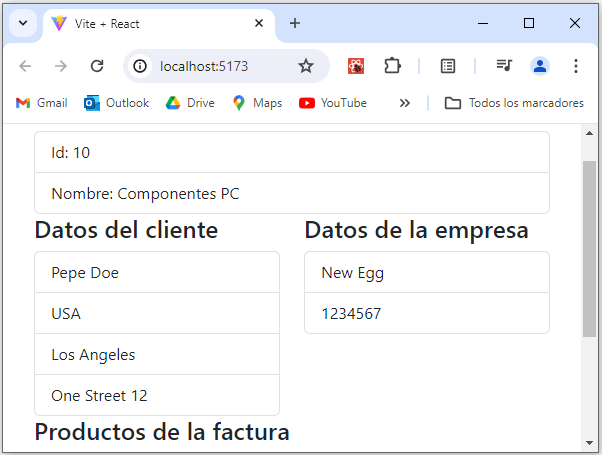 Vite + React
localhost:5173
Gmail Outlook Drive Maps YouTube Todos los marcadores
Id: 10
Nombre: Componentes PC
Datos del cliente
Pepe Doe
USA
Los Angeles
One Street 12
Datos de la empresa
New Egg
1234567
Productos de la factura